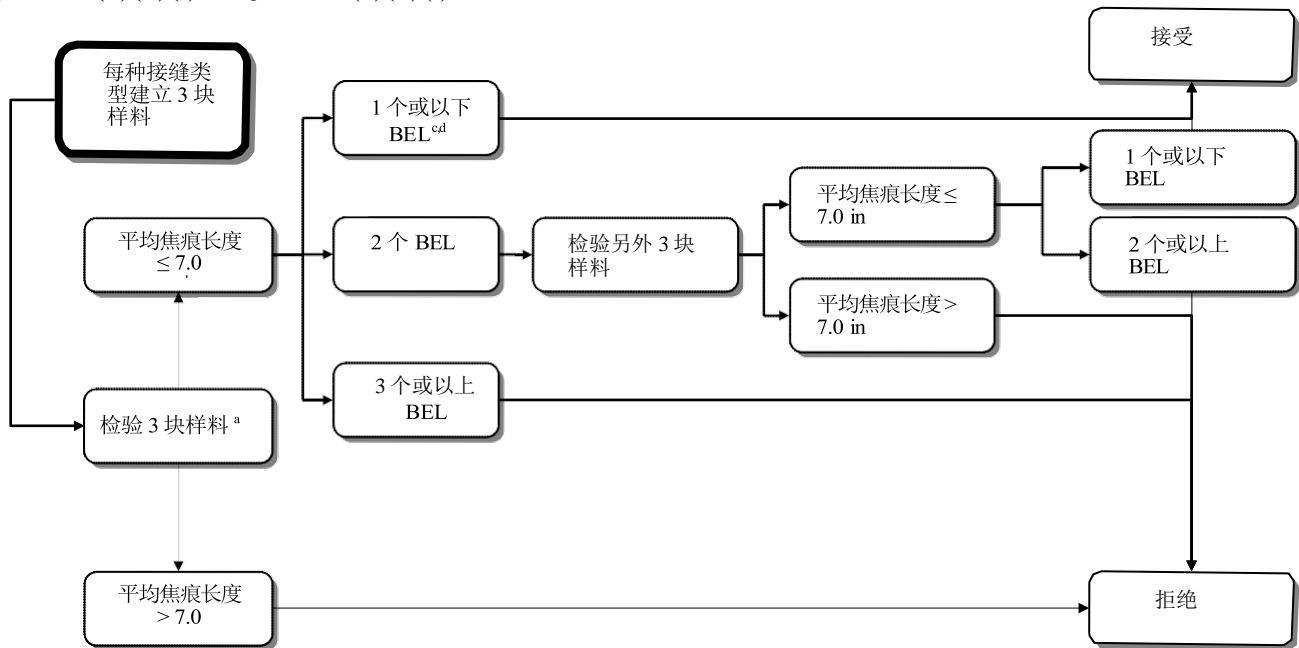 接受
每种接缝类
型建立 3 块
样料
1 个或以下
BELc,d
1 个或以下
BEL
平均焦痕长度≤
7.0 in
平均焦痕长度
≤ 7.0
2 个 BEL
检验另外 3 块
样料
2 个或以上
BEL
平均焦痕长度>
7.0 in
3 个或以上
BEL
检验 3 块样料 a
平均焦痕长度
> 7.0
拒绝